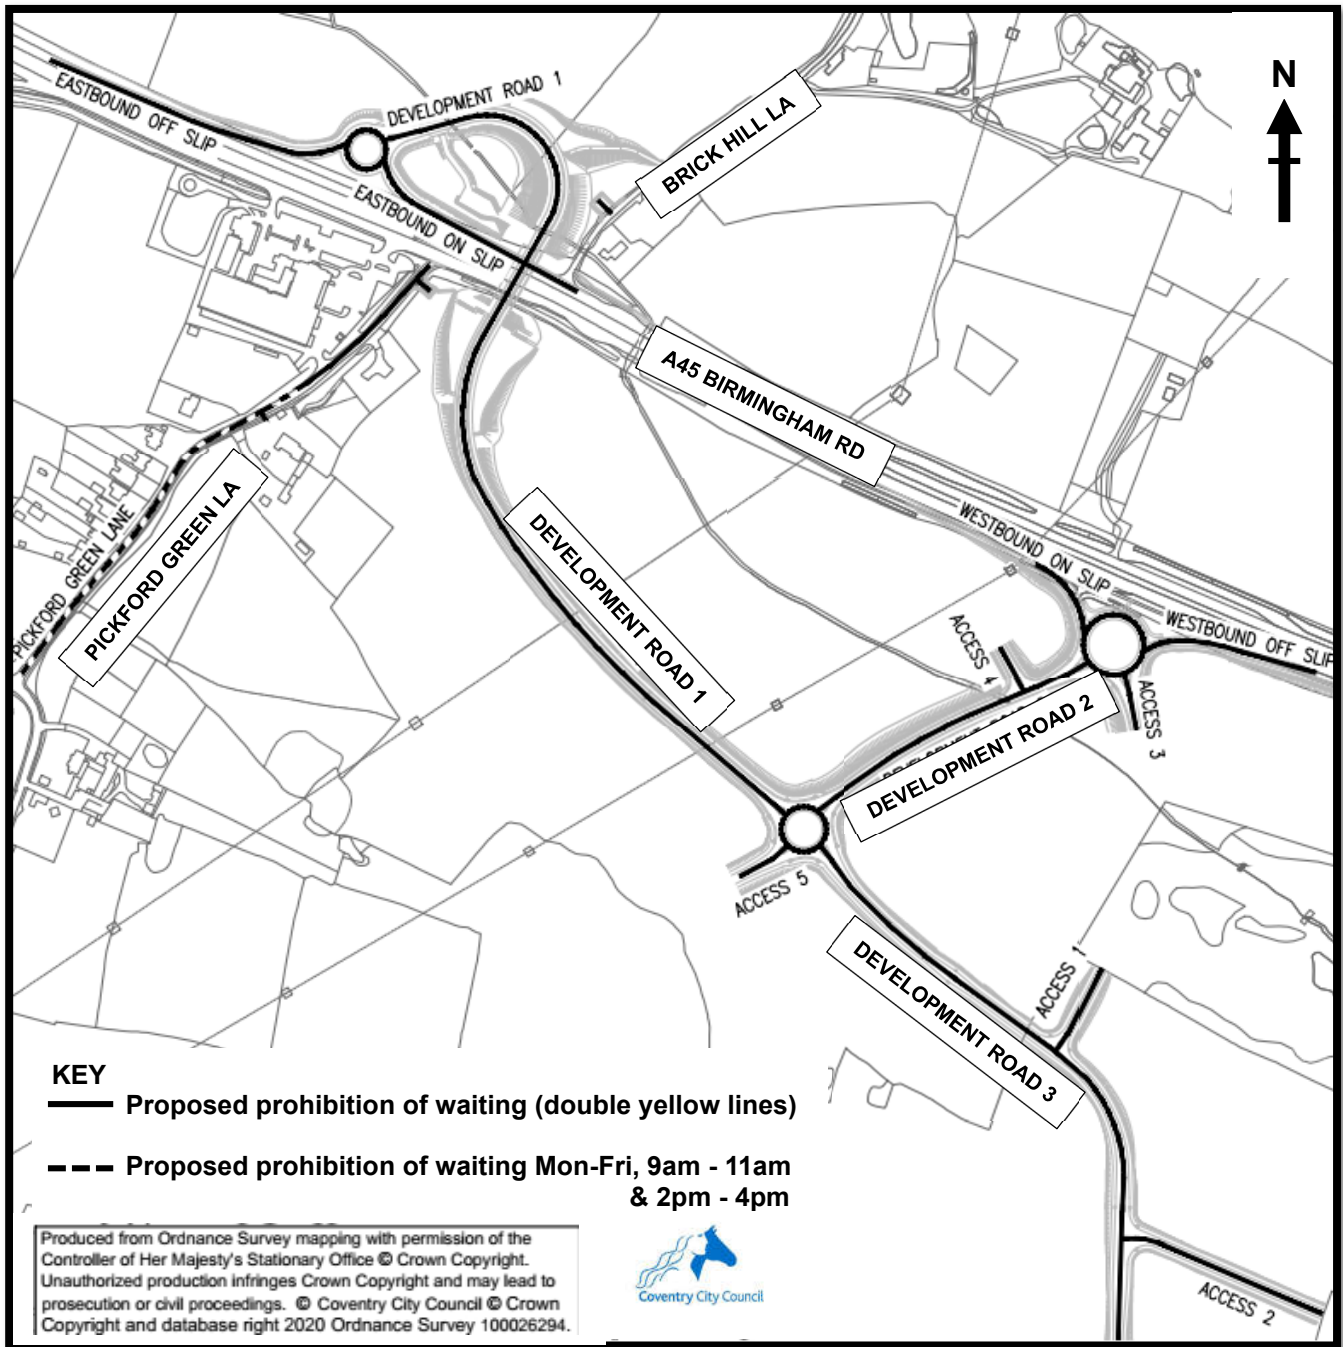 EASTBOUND OFF SLIP
DEVELOPMENT ROAD 1
N
BRICK HILL LA
EASTBOUND ON SLIP
A45 BIRMINGHAM RD
PICKFORD GREEN LANE
PICKFORD GREEN LA
DEVELOPMENT ROAD 1
WESTBOUND ON SLIP
WESTBOUND OFF SLIP
ACCESS 4
ACCESS 3
DEVELOPMENT ROAD 2
ACCESS 5
DEVELOPMENT ROAD 3
ACCESS 1
ACCESS 2
KEY
Proposed prohibition of waiting (double yellow lines)
Proposed prohibition of waiting Mon-Fri, 9am - 11am
& 2pm - 4pm
Produced from Ordnance Survey mapping with permission of the
Controller of Her Majesty's Stationary Office © Crown Copyright.
Unauthorized production infringes Crown Copyright and may lead to
prosecution or civil proceedings. © Coventry City Council © Crown
Copyright and database right 2020 Ordnance Survey 100026294.
Coventry City Council